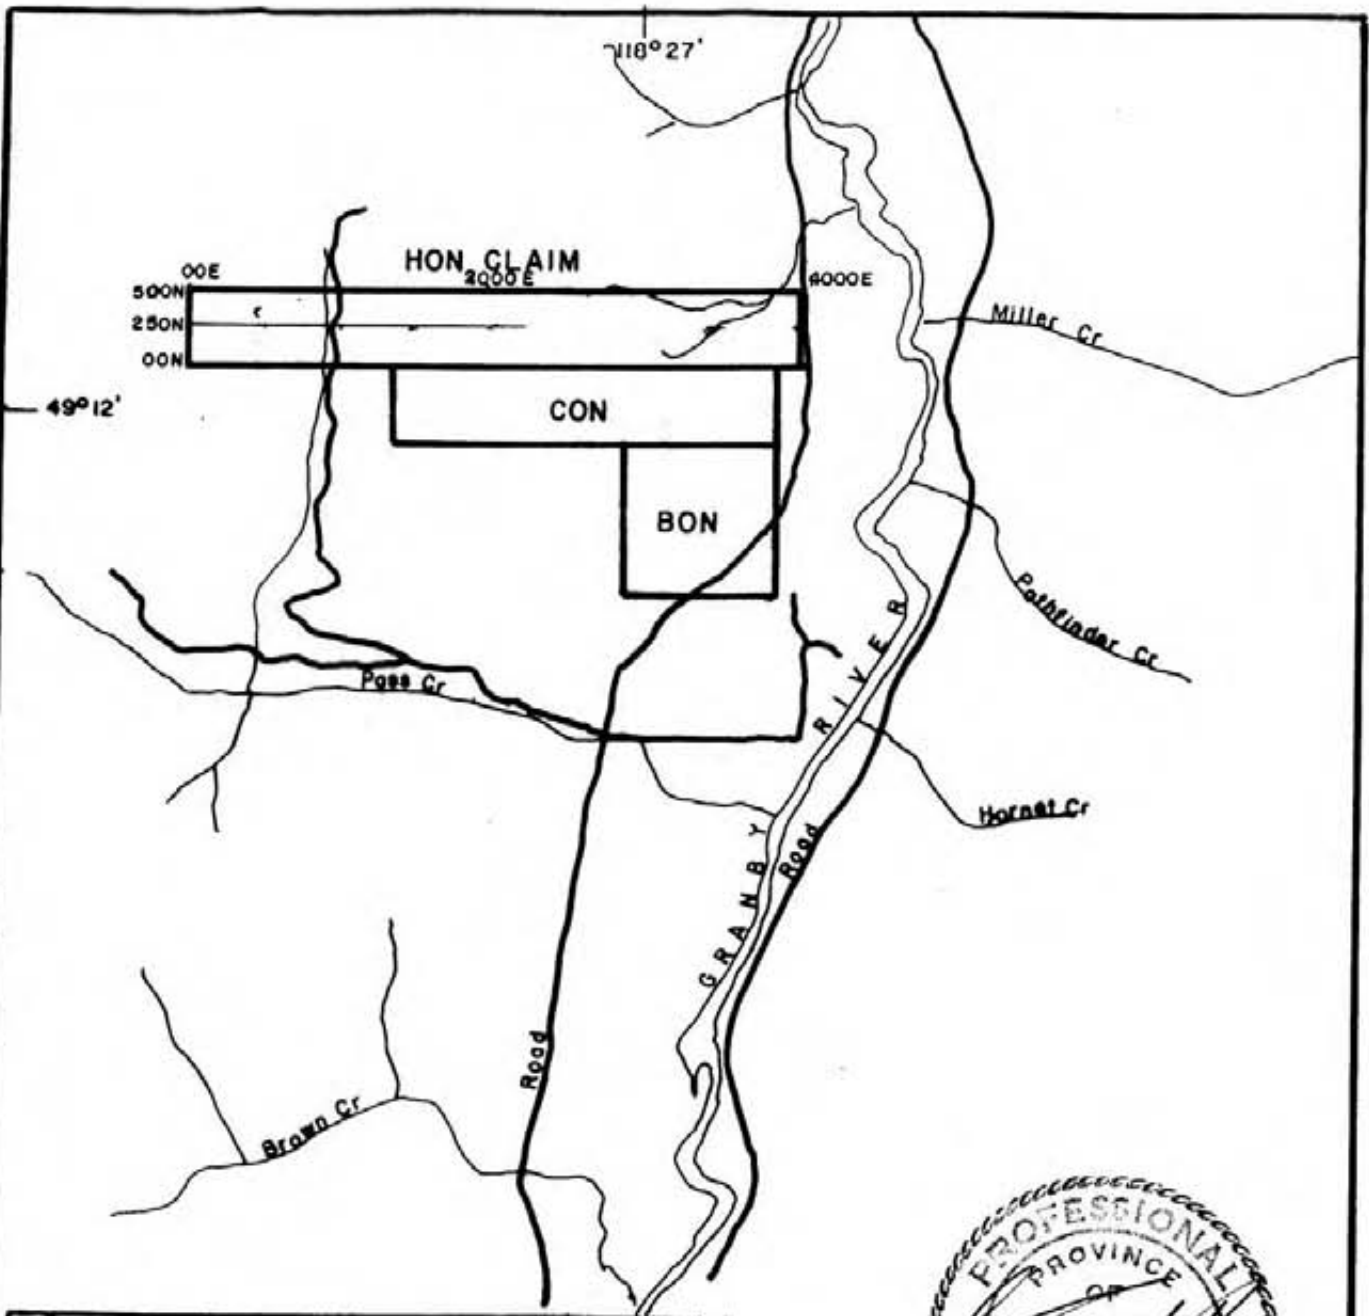 118°27'
HON CLAIM
00E
2000E
4000E
500N
250N
00N
49°12'
CON
BON
Miller Cr
Pathfinder Cr
Pass Cr
GRANBY RIVER
Hornet Cr
Road
Road
Brown Cr
PROFESSIONAL
PROVINCE
OF